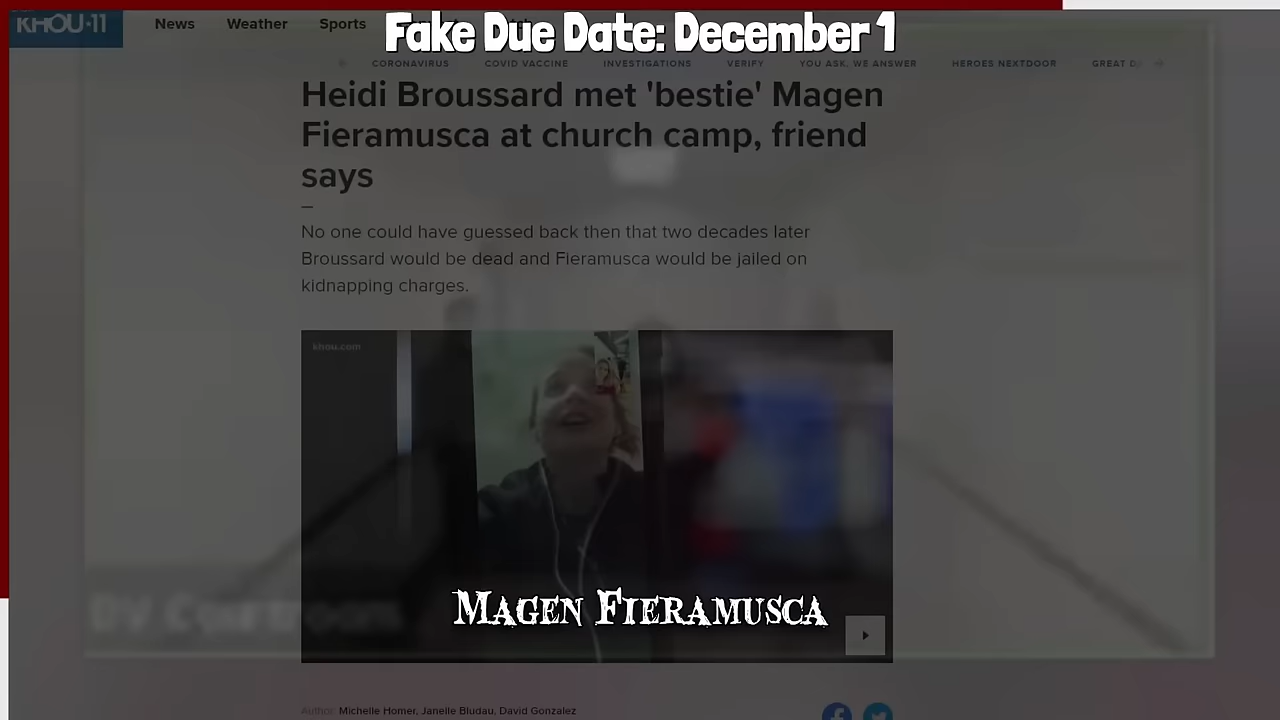 KHOU 11
News Weather Sports
Fake Due Date: December 1
CORONAVIRUS COVID VACCINE INVESTIGATIONS VERIFY YOU ASK, WE ANSWER HEROES NEXTDOOR GREAT
Heidi Broussard met 'bestie' Magen
Fieramusca at church camp, friend
says
No one could have guessed back then that two decades later
Broussard would be dead and Fieramusca would be jailed on
kidnapping charges.
khou.com
Magen Fieramusca
Author: Michelle Homer, Janelle Bludau, David Gonzalez